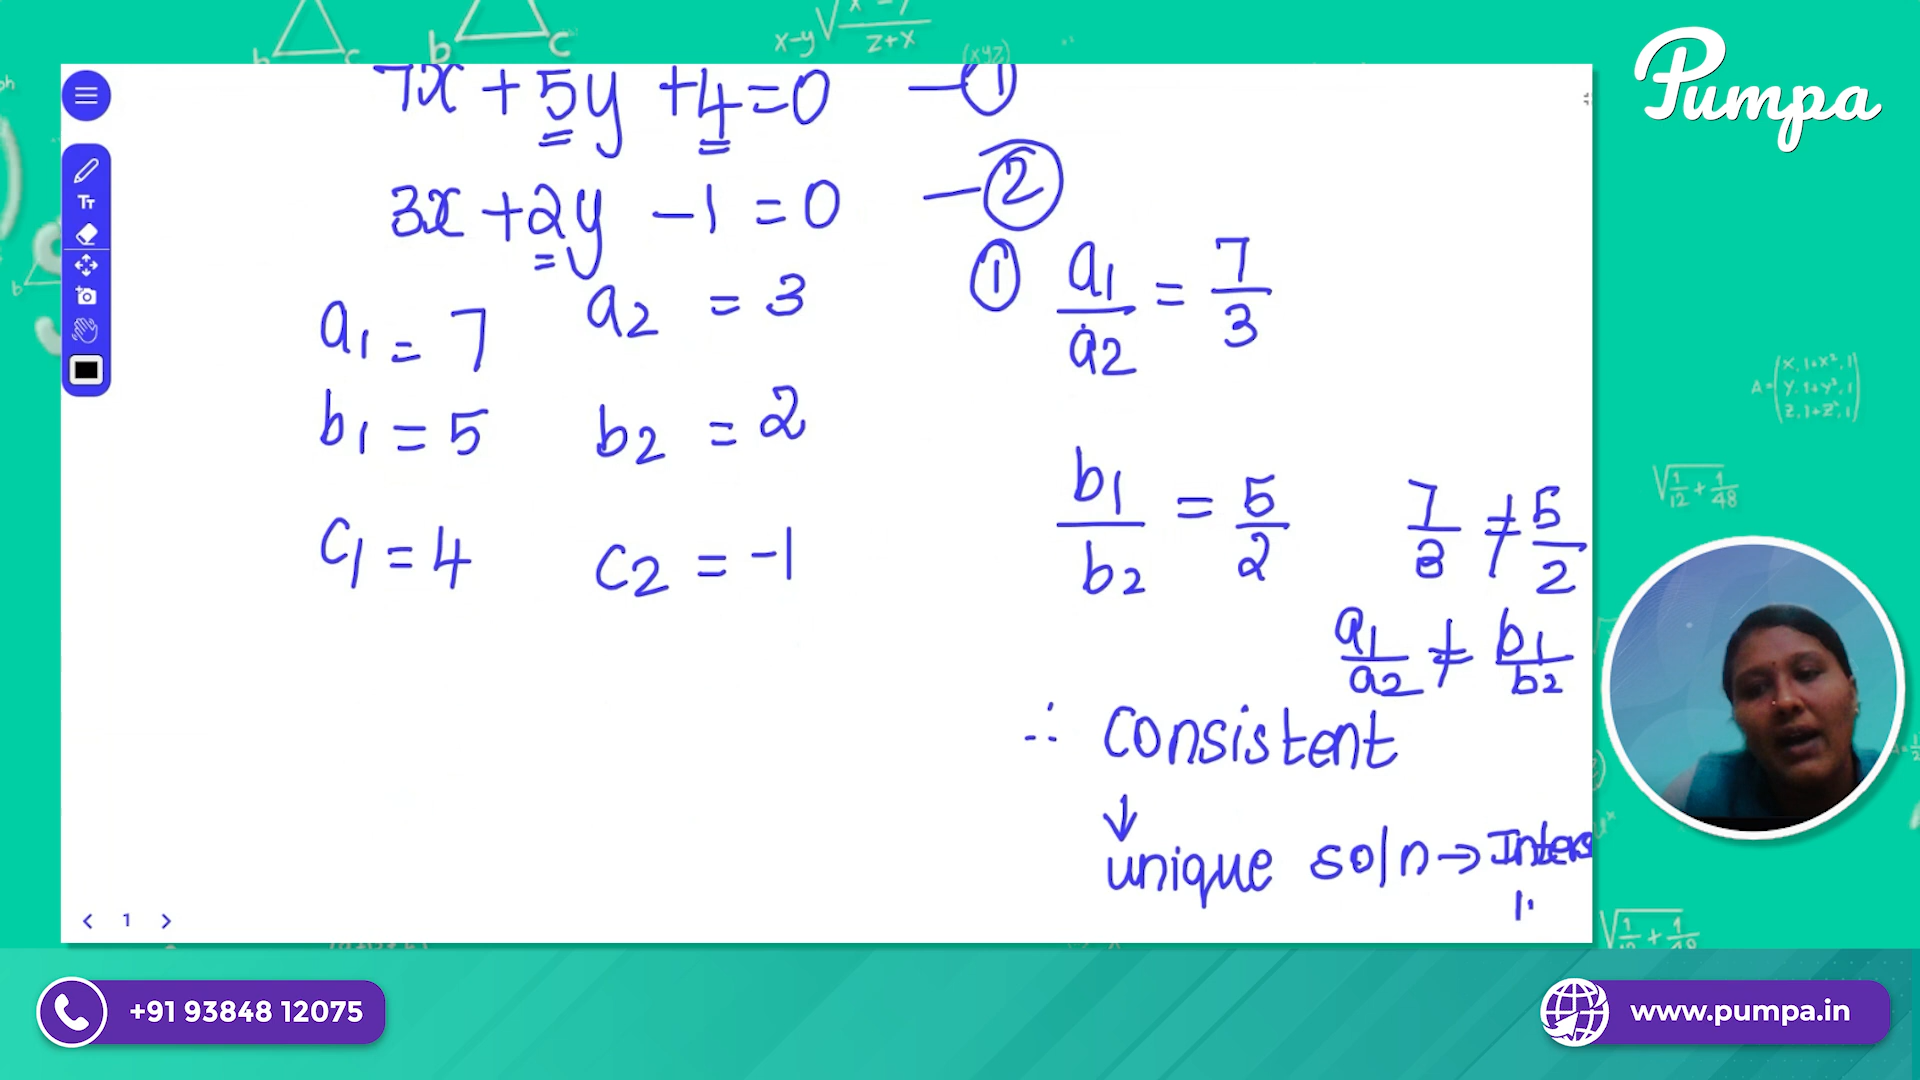 Pumpa
7x + 5y + 4 = 0 — ①
3x + 2y − 1 = 0 — ②
a1 = 7 a2 = 3
① a1/a2 = 7/3
b1 = 5 b2 = 2
b1/b2 = 5/2 7/3 ≠ 5/2
c1 = 4 c2 = -1
a1/a2 ≠ b1/b2
∴ consistent
↓
unique soln → Inters
1
+91 93848 12075
www.pumpa.in